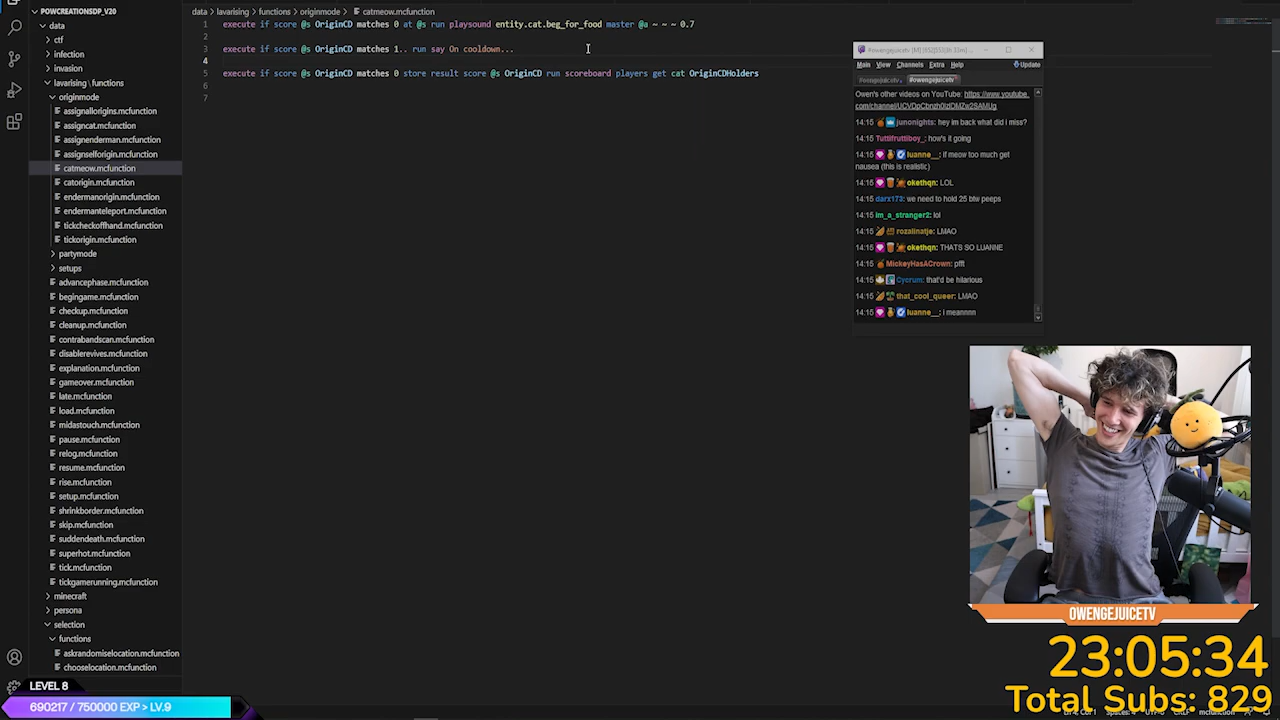 POWCREATIONSDP_V20
data
ctf
infection
invasion
lavarising \ functions
originmode
assignallorigins.mcfunction
assigncat.mcfunction
assignenderman.mcfunction
assignselforigin.mcfunction
catmeow.mcfunction
catorigin.mcfunction
endermanorigin.mcfunction
endermanteleport.mcfunction
tickcheckoffhand.mcfunction
tickorigin.mcfunction
partymode
setups
advancephase.mcfunction
begingame.mcfunction
checkup.mcfunction
cleanup.mcfunction
contrabandscan.mcfunction
disablerevives.mcfunction
explanation.mcfunction
gameover.mcfunction
late.mcfunction
load.mcfunction
midastouch.mcfunction
pause.mcfunction
relog.mcfunction
resume.mcfunction
rise.mcfunction
setup.mcfunction
shrinkborder.mcfunction
skip.mcfunction
suddendeath.mcfunction
superhot.mcfunction
tick.mcfunction
tickgamerunning.mcfunction
minecraft
persona
selection
functions
askrandomiselocation.mcfunction
chooselocation.mcfunction
LEVEL 8
690217 / 750000 EXP > LV.9
data > lavarising > functions > originmode > catmeow.mcfunction
1 execute if score @s OriginCD matches 0 at @s run playsound entity.cat.beg_for_food master @a ~ ~ ~ 0.7
2
3 execute if score @s OriginCD matches 1.. run say On cooldown...
4
5 execute if score @s OriginCD matches 0 store result score @s OriginCD run scoreboard players get cat OriginCDHolders
6
7
Main View Channels Extra Help Update
#owengejuicetv
Owen's other videos on YouTube: https://www.youtube.
14:15 junonights: hey im back what did i miss?
14:15 Tuttifruttiboy_: how's it going
14:15 luanne__: if meow too much get
nausea (this is realistic)
14:15 okethqn: LOL
14:15 darx173: we need to hold 25 btw peeps
14:15 im_a_stranger2: lol
14:15 rozalinatje: LMAO
14:15 okethqn: THATS SO LUANNE
14:15 MickeyHasACrown: pfft
14:15 Cycrum: that'd be hilarious
14:15 that_cool_queer: LMAO
14:15 luanne__: i meannnn
OWENGEJUICETV
23:05:34
Total Subs: 829